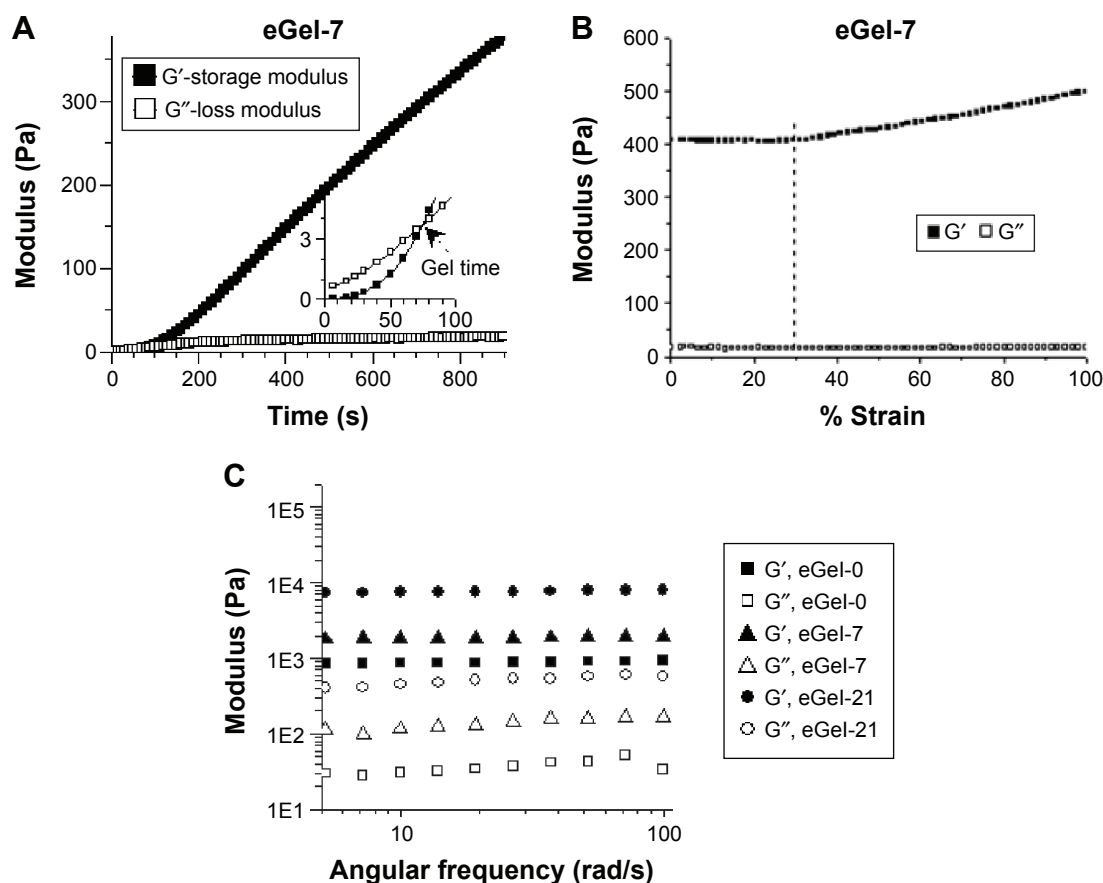 A
eGel-7
G′-storage modulus
G″-loss modulus
Modulus (Pa)
300
200
100
0
3
0
Gel time
0 50 100
0 200 400 600 800
Time (s)
B
eGel-7
Modulus (Pa)
600
500
400
300
200
100
0
G′ G″
0 20 40 60 80 100
% Strain
C
Modulus (Pa)
1E5
1E4
1E3
1E2
1E1
10 100
Angular frequency (rad/s)
G′, eGel-0
G″, eGel-0
G′, eGel-7
G″, eGel-7
G′, eGel-21
G″, eGel-21